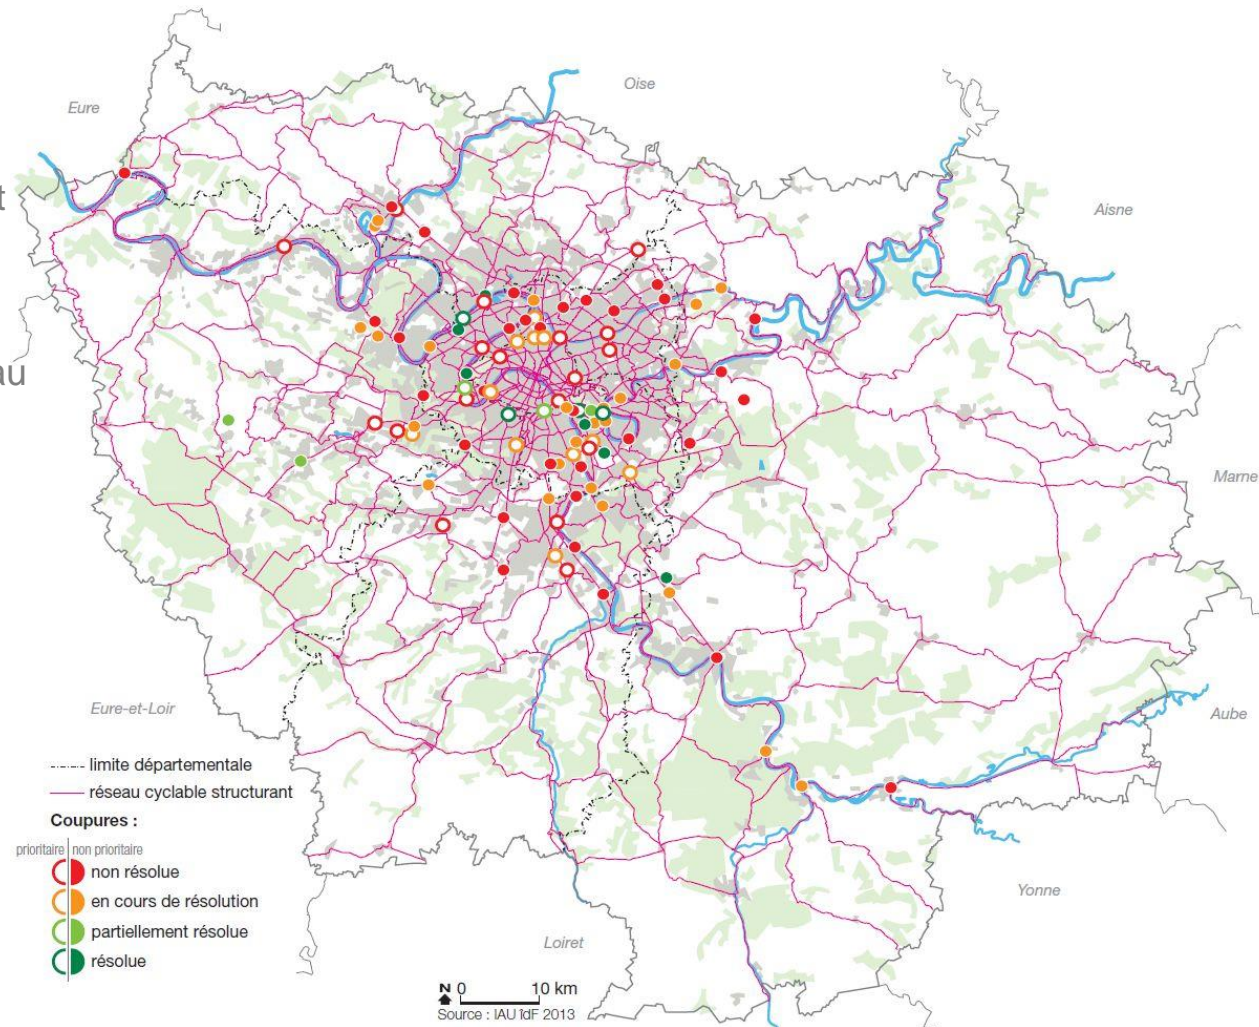 Oise
Eure
t
Aisne
au
Marne
Eure-et-Loir
Aube
limite départementale
réseau cyclable structurant
Coupures :
prioritaire | non prioritaire
non résolue
en cours de résolution
partiellement résolue
résolue
Yonne
Loiret
N 0 10 km
Source : IAU îdF 2013